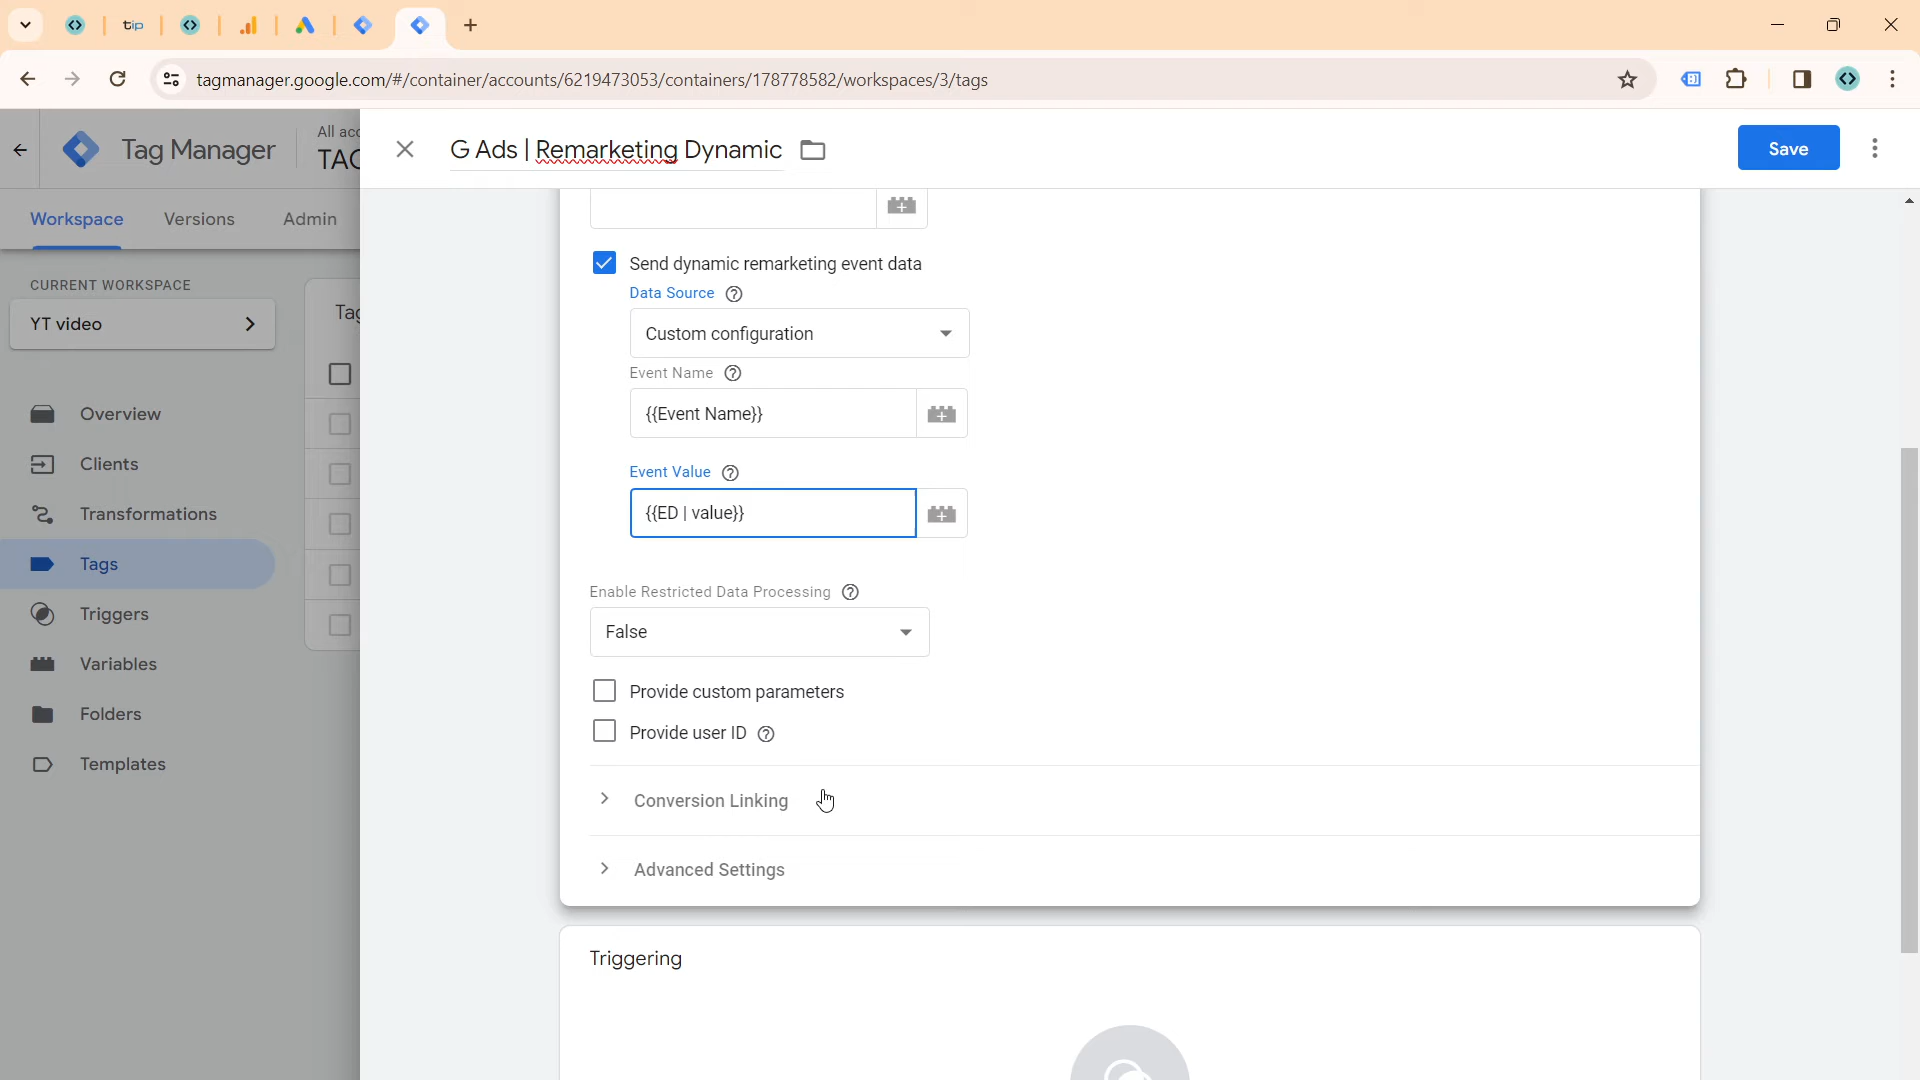 tip
tagmanager.google.com/#/container/accounts/6219473053/containers/178778582/workspaces/3/tags
Tag Manager
All acc
TAG
G Ads | Remarketing Dynamic
Save
Workspace
Versions
Admin
CURRENT WORKSPACE
YT video
Tag
Overview
Clients
Transformations
Tags
Triggers
Variables
Folders
Templates
Send dynamic remarketing event data
Data Source
Custom configuration
Event Name
{{Event Name}}
Event Value
{{ED | value}}
Enable Restricted Data Processing
False
Provide custom parameters
Provide user ID
Conversion Linking
Advanced Settings
Triggering